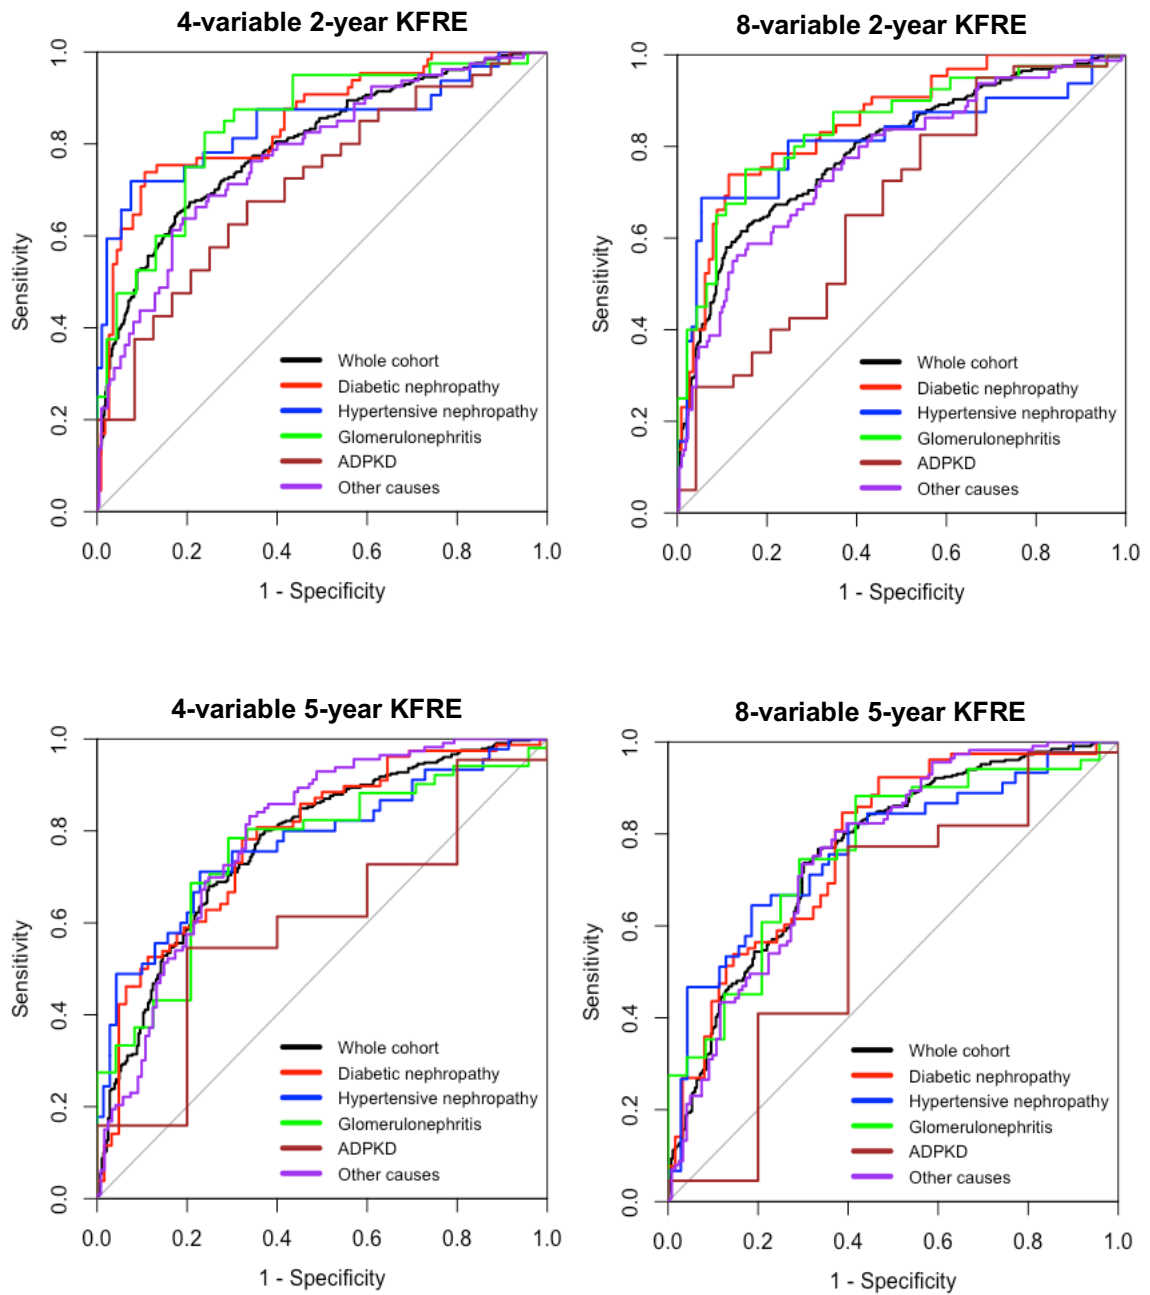 4-variable 2-year KFRE
1.0
0.8
0.6
0.4
0.2
0.0
Sensitivity
Whole cohort
Diabetic nephropathy
Hypertensive nephropathy
Glomerulonephritis
ADPKD
Other causes
0.0 0.2 0.4 0.6 0.8 1.0
1 - Specificity
8-variable 2-year KFRE
1.0
0.8
0.6
0.4
0.2
0.0
Sensitivity
Whole cohort
Diabetic nephropathy
Hypertensive nephropathy
Glomerulonephritis
ADPKD
Other causes
0.0 0.2 0.4 0.6 0.8 1.0
1 - Specificity
4-variable 5-year KFRE
1.0
0.8
0.6
0.4
0.2
0.0
Sensitivity
Whole cohort
Diabetic nephropathy
Hypertensive nephropathy
Glomerulonephritis
ADPKD
Other causes
0.0 0.2 0.4 0.6 0.8 1.0
1 - Specificity
8-variable 5-year KFRE
1.0
0.8
0.6
0.4
0.2
0.0
Sensitivity
Whole cohort
Diabetic nephropathy
Hypertensive nephropathy
Glomerulonephritis
ADPKD
Other causes
0.0 0.2 0.4 0.6 0.8 1.0
1 - Specificity